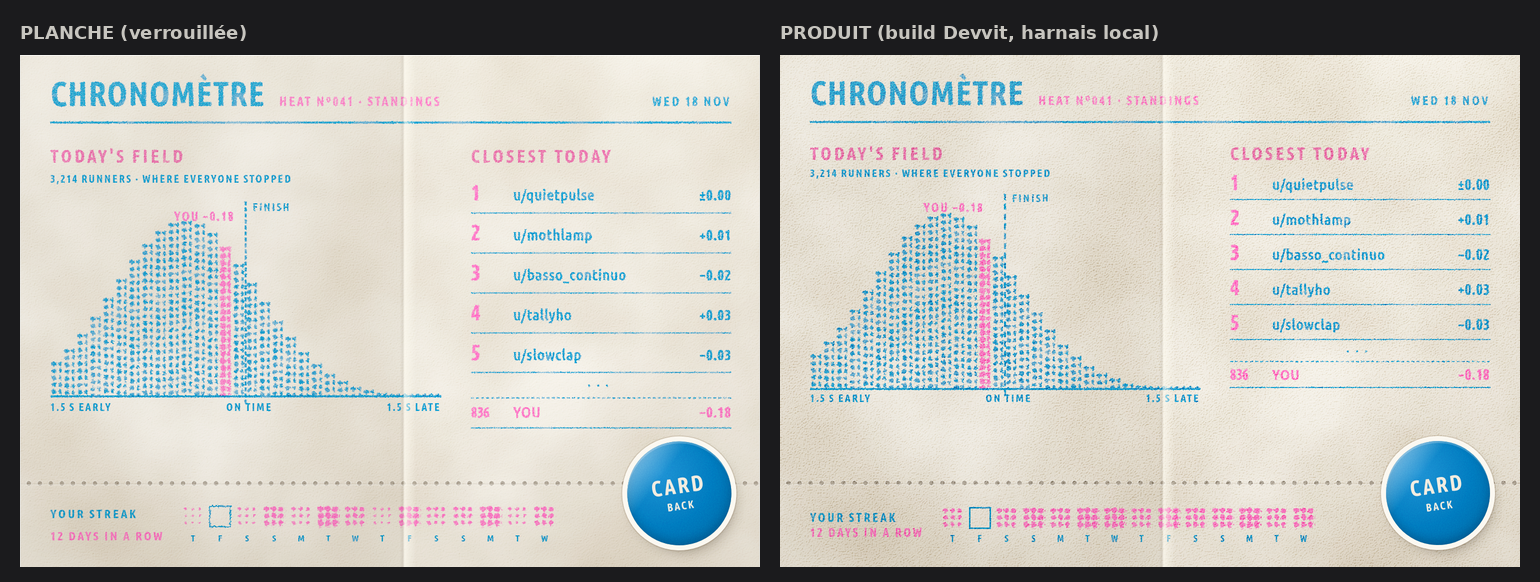 PLANCHE (verrouillée)
CHRONOMÈTRE HEAT Nº041 · STANDINGS WED 18 NOV
TODAY'S FIELD
3,214 RUNNERS · WHERE EVERYONE STOPPED
YOU −0.18
FINISH
1.5 S EARLY ON TIME 1.5 S LATE
CLOSEST TODAY
1 u/quietpulse ±0.00
2 u/mothlamp +0.01
3 u/basso_continuo −0.02
4 u/tallyho +0.03
5 u/slowclap −0.03
···
836 YOU −0.18
YOUR STREAK
12 DAYS IN A ROW
T F S S M T W T F S S M T W
CARD
BACK
PRODUIT (build Devvit, harnais local)
CHRONOMÈTRE HEAT Nº041 · STANDINGS WED 18 NOV
TODAY'S FIELD
3,214 RUNNERS · WHERE EVERYONE STOPPED
YOU −0.18
FINISH
1.5 S EARLY ON TIME 1.5 S LATE
CLOSEST TODAY
1 u/quietpulse ±0.00
2 u/mothlamp +0.01
3 u/basso_continuo −0.02
4 u/tallyho +0.03
5 u/slowclap −0.03
···
836 YOU −0.18
YOUR STREAK
12 DAYS IN A ROW
T F S S M T W T F S S M T W
CARD
BACK